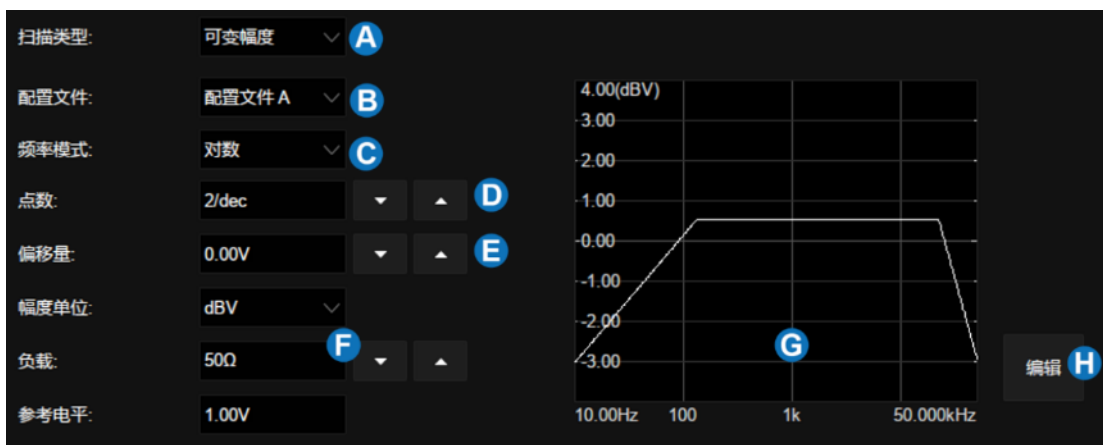 扫描类型: 可变幅度 A
配置文件: 配置文件 A B
频率模式: 对数 C
点数: 2/dec D
偏移量: 0.00V E
幅度单位: dBV
负载: 50Ω F
参考电平: 1.00V
4.00(dBV)
-3.00
-2.00
-1.00
-0.00
-1.00
-2.00
-3.00
G
10.00Hz 100 1k 50.000kHz
编辑 H